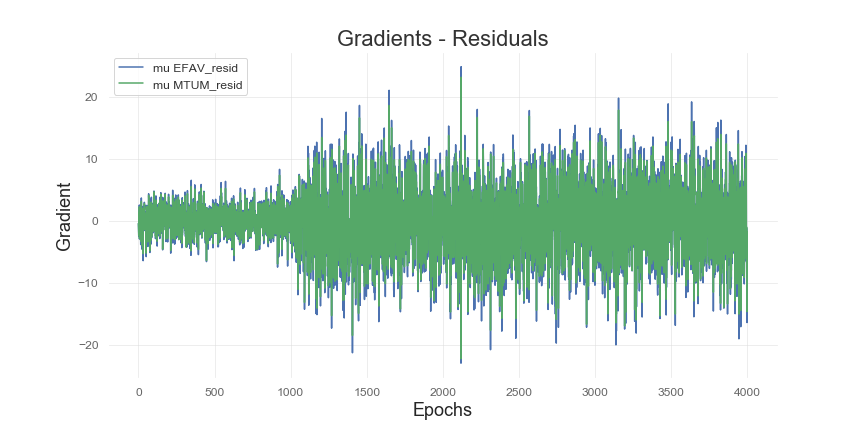 Gradients - Residuals
mu EFAV_resid
mu MTUM_resid
20
10
0
−10
−20
Gradient
0 500 1000 1500 2000 2500 3000 3500 4000
Epochs